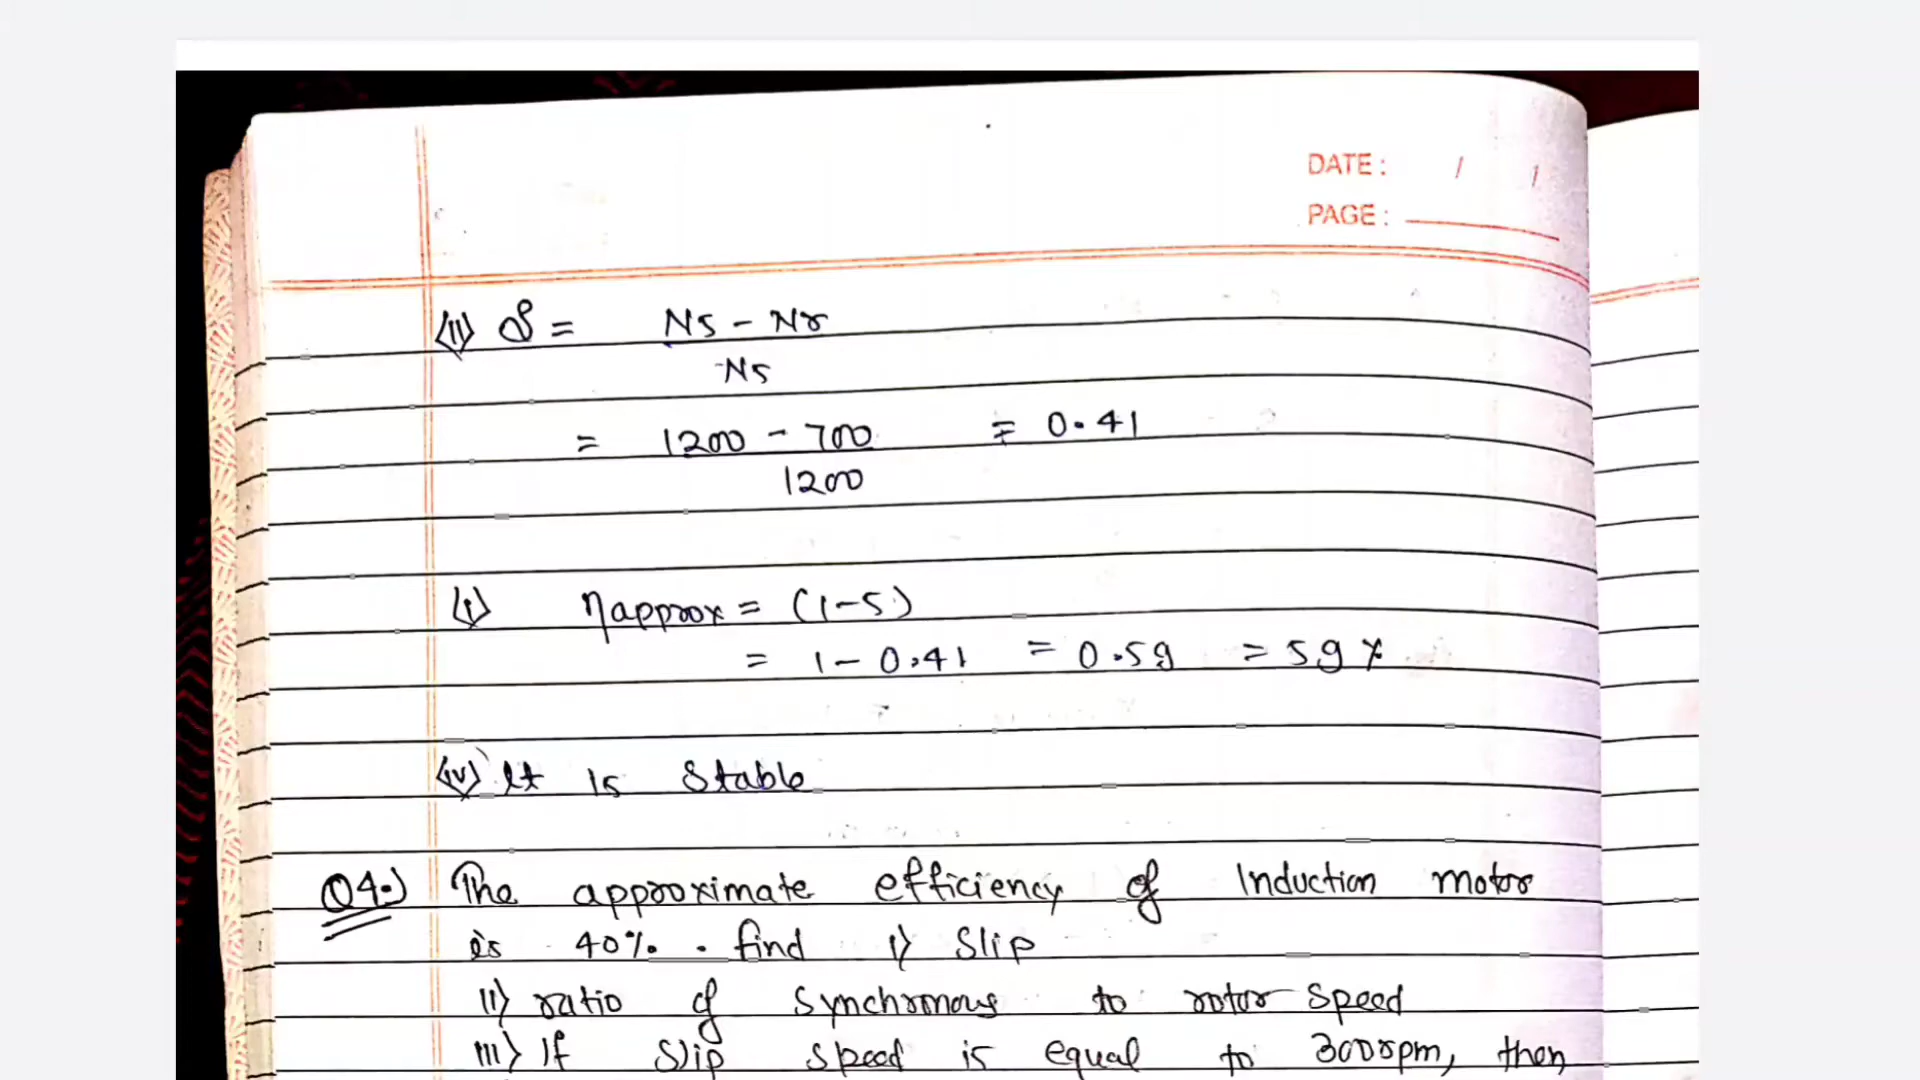 DATE : / /
PAGE :
(ii) S = Ns - Nr
Ns
= 1200 - 700 = 0.41
1200
(i) ηapprox = (1-s)
= 1 - 0.41 = 0.59 = 59 %
(iv) It is Stable
Q4.) The approximate efficiency of Induction motor
is 40% . find i) Slip
ii) ratio of synchronous to rotor speed
iii) If slip speed is equal to 300rpm, then